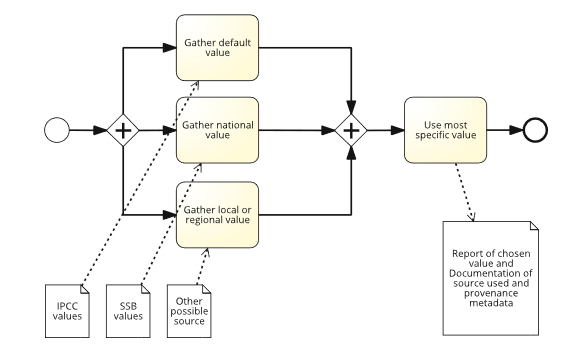 Gather default
value
Gather national
value
Gather local or
regional value
Use most
specific value
IPCC
values
SSB
values
Other
possible
source
Report of chosen
value and
Documentation of
source used and
provenance
metadata